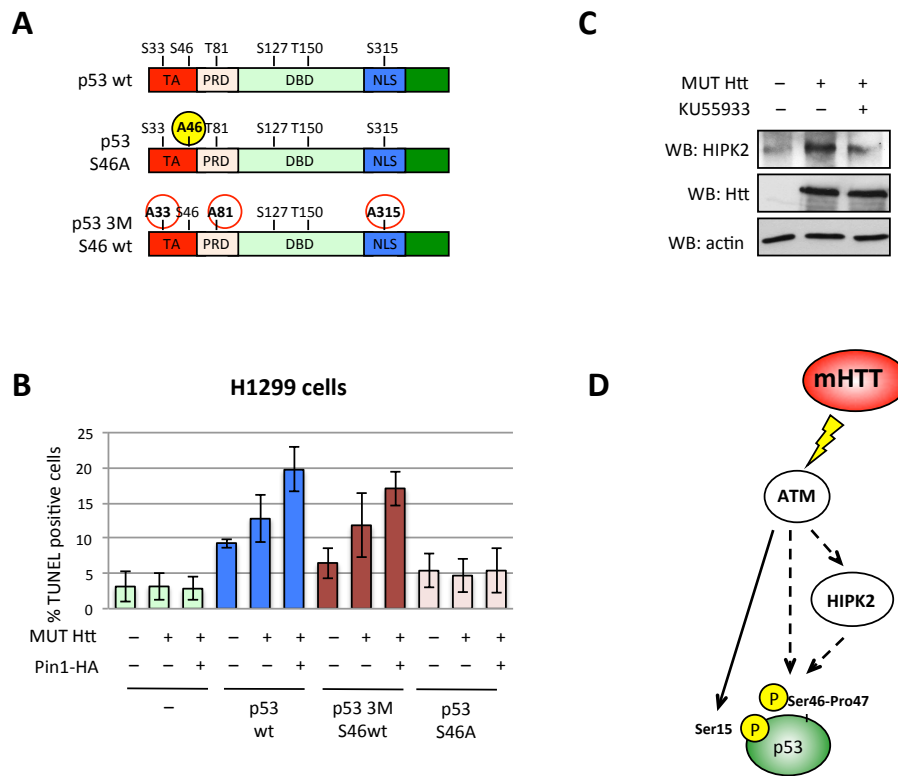 A
S33 S46 T81 S127 T150 S315
p53 wt TA PRD DBD NLS
S33 A46 T81 S127 T150 S315
p53
S46A TA PRD DBD NLS
A33 S46 A81 S127 T150 A315
p53 3M
S46 wt TA PRD DBD NLS
C
MUT Htt – + +
KU55933 – – +
WB: HIPK2
WB: Htt
WB: actin
B
H1299 cells
% TUNEL positive cells
25
20
15
10
5
0
MUT Htt – + + – + + – + + – + +
Pin1-HA – – + – – + – – + – – +
– p53 wt p53 3M S46wt p53 S46A
D
mHTT
ATM
HIPK2
P Ser46-Pro47
Ser15 P p53